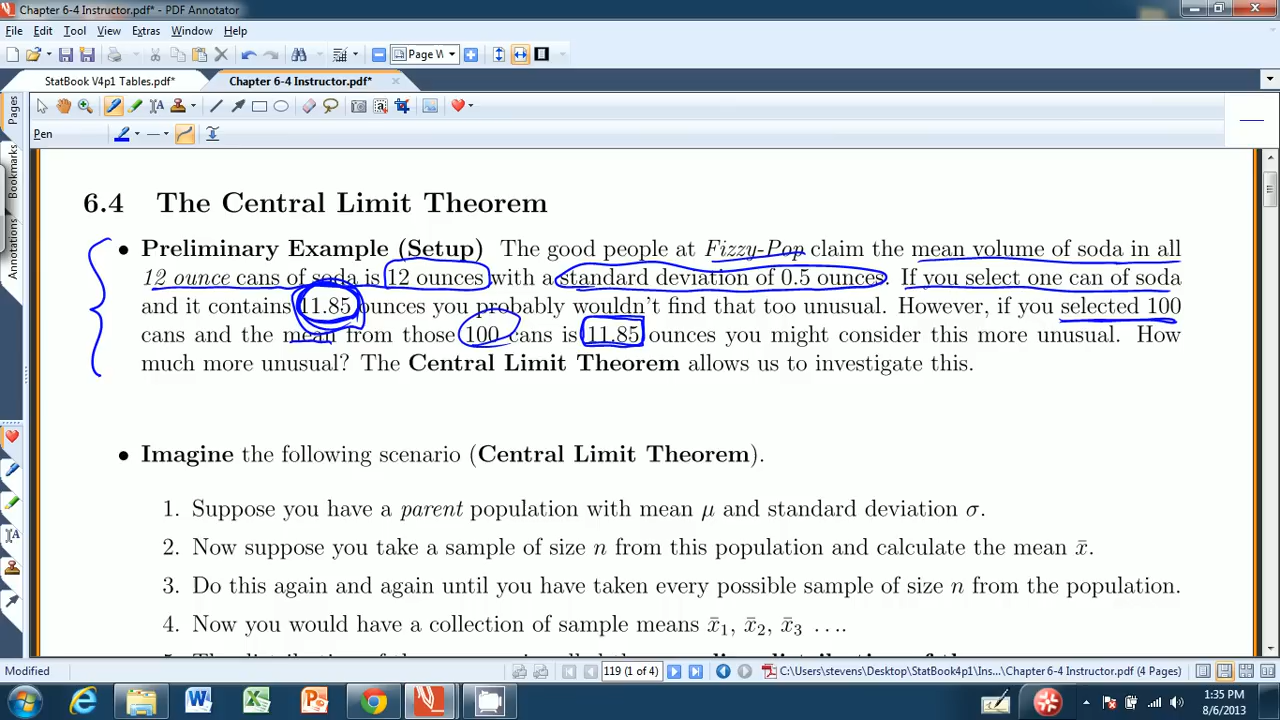 Chapter 6-4 Instructor.pdf* - PDF Annotator
File Edit Tool View Extras Window Help
Page W
StatBook V4p1 Tables.pdf* Chapter 6-4 Instructor.pdf*
Pen
Pages
Bookmarks
Annotations
6.4 The Central Limit Theorem
• Preliminary Example (Setup) The good people at Fizzy-Pop claim the mean volume of soda in all
12 ounce cans of soda is 12 ounces with a standard deviation of 0.5 ounces. If you select one can of soda
and it contains 11.85 ounces you probably wouldn't find that too unusual. However, if you selected 100
cans and the mean from those 100 cans is 11.85 ounces you might consider this more unusual. How
much more unusual? The Central Limit Theorem allows us to investigate this.
• Imagine the following scenario (Central Limit Theorem).
1. Suppose you have a parent population with mean μ and standard deviation σ.
2. Now suppose you take a sample of size n from this population and calculate the mean x̄.
3. Do this again and again until you have taken every possible sample of size n from the population.
4. Now you would have a collection of sample means x̄₁, x̄₂, x̄₃ ....
Modified
119 (1 of 4)
C:\Users\stevens\Desktop\StatBook4p1\Ins...\Chapter 6-4 Instructor.pdf (4 Pages)
1:35 PM
8/6/2013